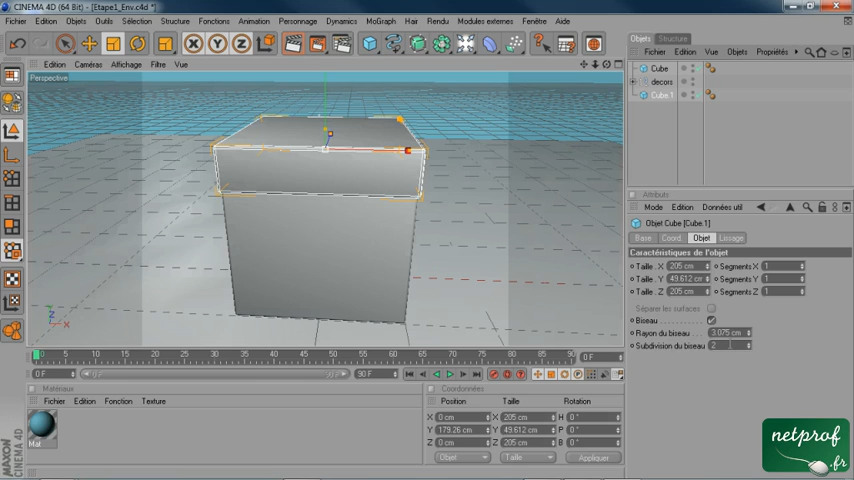 CINEMA 4D (64 Bit) - [Etape1_Env.c4d *]
Fichier Edition Objets Outils Sélection Structure Fonctions Animation Personnage Dynamics MoGraph Hair Rendu Modules externes Fenêtre Aide
X Y Z
Edition Caméras Affichage Filtre Vue
Perspective
Y
Z
X
0 5 10 15 20 25 30 35 40 45 50 55 60 65 70 75 80 85 90
0 F
0 F
0 F
90 F
90 F
Matériaux
Fichier Edition Fonction Texture
Mat
Coordonnées
Position Taille Rotation
X 0 cm X 205 cm H 0 °
Y 179.26 cm Y 49.612 cm P 0 °
Z 0 cm Z 205 cm B 0 °
Objet Taille Appliquer
Objets Structure
Fichier Edition Vue Objets Propriétés
Cube
decors
Cube.1
Attributs
Mode Edition Données util
Objet Cube [Cube.1]
Base Coord. Objet Lissage
Caractéristiques de l'objet
Taille . X 205 cm Segments X 1
Taille . Y 49.612 cm Segments Y 1
Taille . Z 205 cm Segments Z 1
Séparer les surfaces
Biseau
Rayon du biseau 3.075 cm
Subdivision du biseau 2
MAXON
CINEMA 4D
netprof
.fr